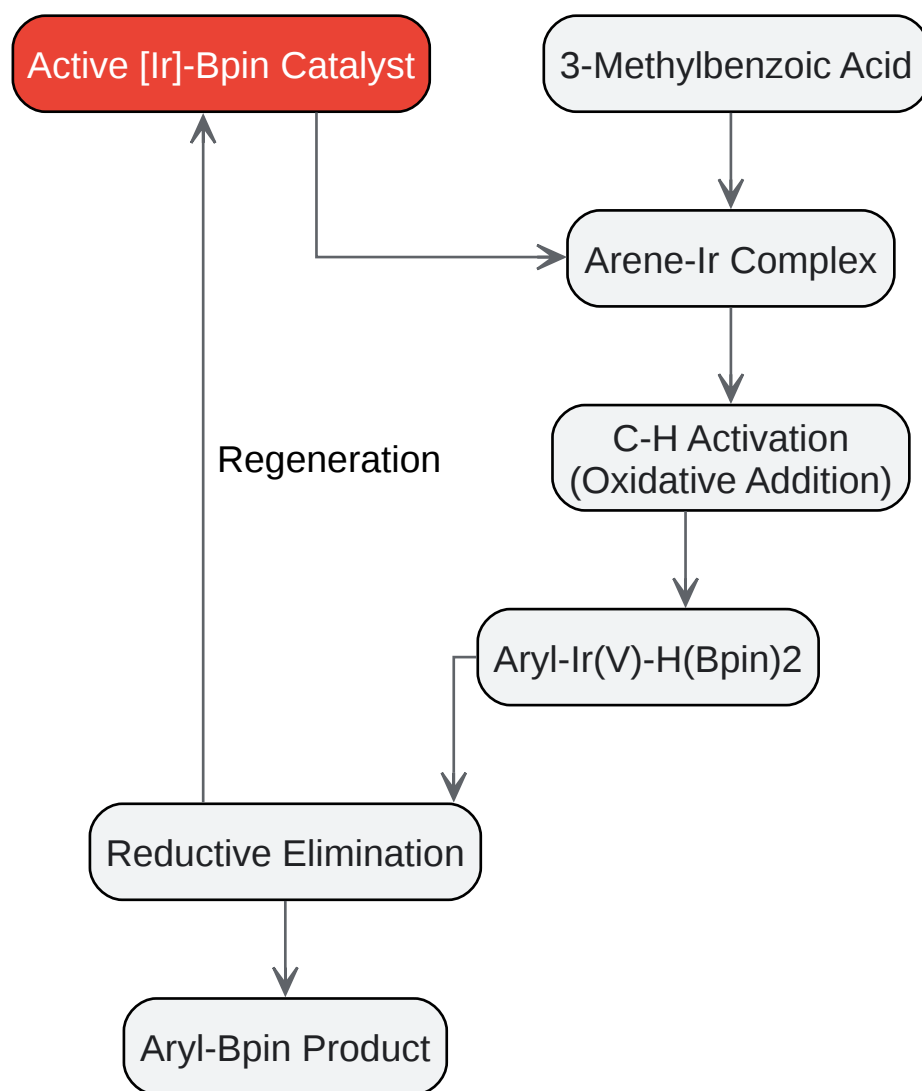 Active [Ir]-Bpin Catalyst
3-Methylbenzoic Acid
Arene-Ir Complex
C-H Activation
(Oxidative Addition)
Regeneration
Aryl-Ir(V)-H(Bpin)2
Reductive Elimination
Aryl-Bpin Product